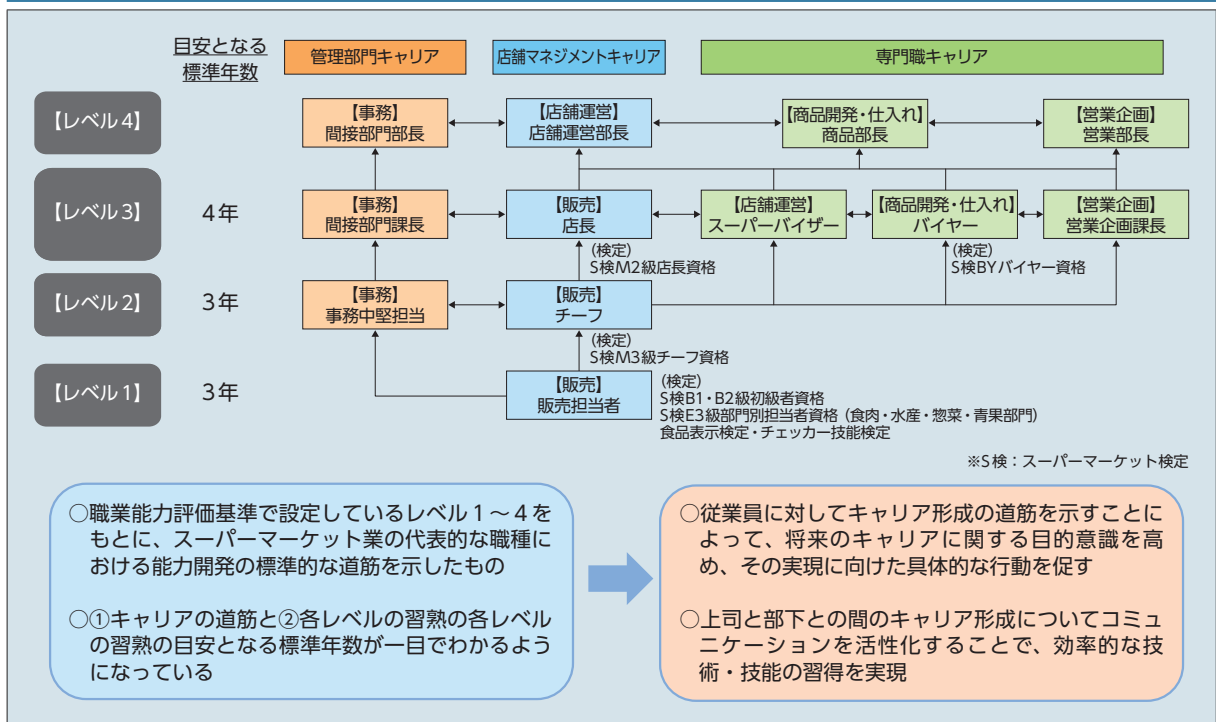 目安となる
標準年数
管理部門キャリア
店舗マネジメントキャリア
専門職キャリア
【レベル4】
【事務】
間接部門部長
【店舗運営】
店舗運営部長
【商品開発・仕入れ】
商品部長
【営業企画】
営業部長
【レベル3】
4年
【事務】
間接部門課長
【販売】
店長
【店舗運営】
スーパーバイザー
【商品開発・仕入れ】
バイヤー
【営業企画】
営業企画課長
(検定)
S検M2級店長資格
(検定)
S検BYバイヤー資格
【レベル2】
3年
【事務】
事務中堅担当
【販売】
チーフ
(検定)
S検M3級チーフ資格
【レベル1】
3年
【販売】
販売担当者
(検定)
S検B1・B2級初級者資格
S検E3級部門別担当者資格（食肉・水産・惣菜・青果部門）
食品表示検定・チェッカー技能検定
※S検：スーパーマーケット検定
○職業能力評価基準で設定しているレベル1～4を
もとに、スーパーマーケット業の代表的な職種に
おける能力開発の標準的な道筋を示したもの
○①キャリアの道筋と②各レベルの習熟の各レベル
の習熟の目安となる標準年数が一目でわかるよう
になっている
○従業員に対してキャリア形成の道筋を示すことに
よって、将来のキャリアに関する目的意識を高
め、その実現に向けた具体的な行動を促す
○上司と部下との間のキャリア形成についてコミュ
ニケーションを活性化することで、効率的な技
術・技能の習得を実現